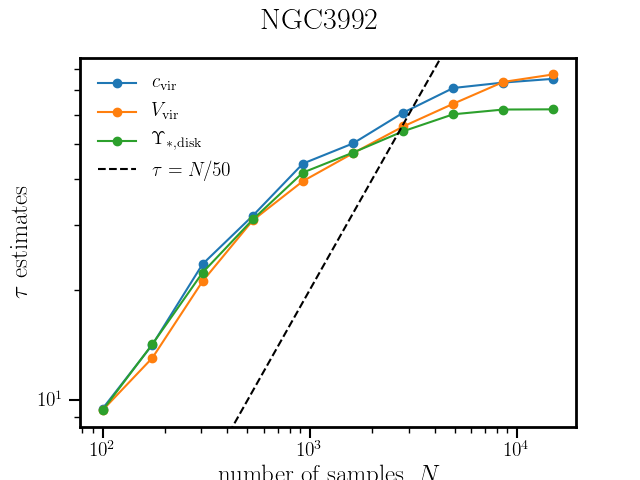 NGC3992
c_vir
V_vir
Υ_{*,disk}
τ = N/50
τ estimates
10^1
10^2 10^3 10^4
number of samples, N